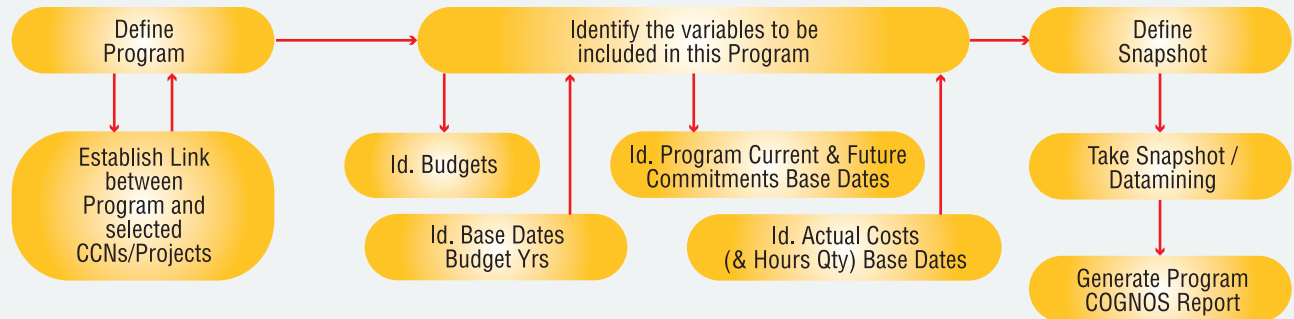 Define
Program
Identify the variables to be
included in this Program
Define
Snapshot
Establish Link
between
Program and
selected
CCNs/Projects
Id. Budgets
Id. Program Current & Future
Commitments Base Dates
Take Snapshot /
Datamining
Id. Base Dates
Budget Yrs
Id. Actual Costs
(& Hours Qty) Base Dates
Generate Program
COGNOS Report